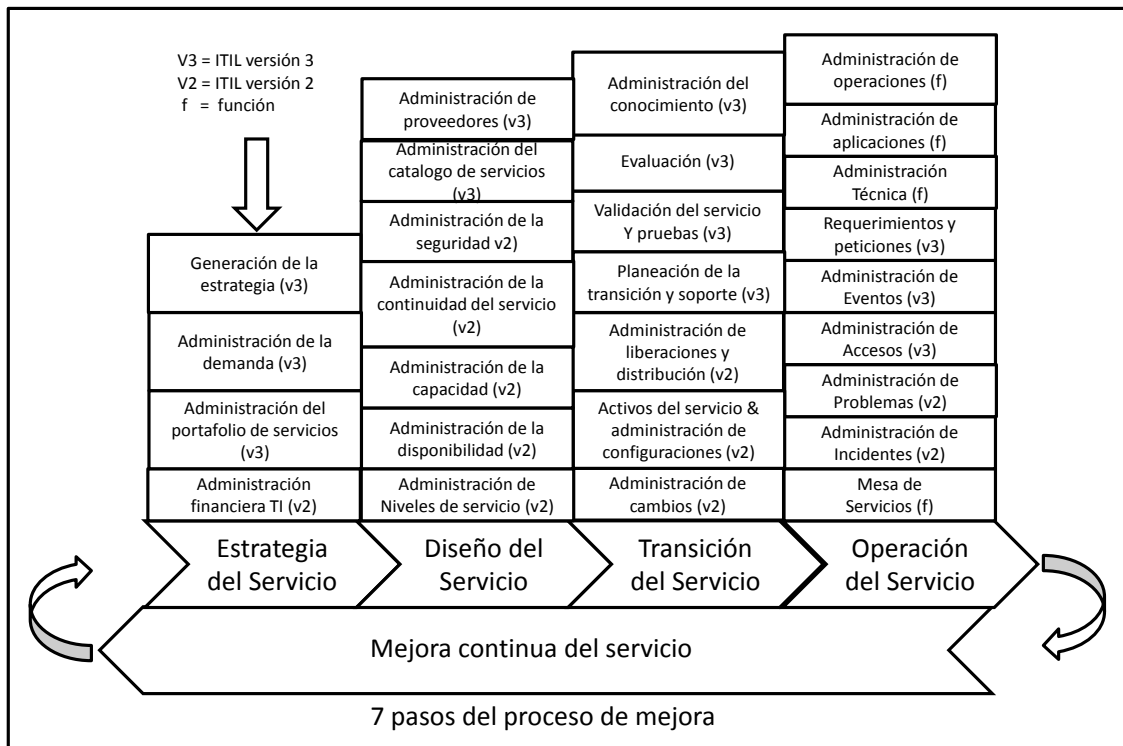 V3 = ITIL versión 3
V2 = ITIL versión 2
f = función
Generación de la
estrategia (v3)
Administración de la
demanda (v3)
Administración del
portafolio de servicios
(v3)
Administración
financiera TI (v2)
Administración de
proveedores (v3)
Administración del
catalogo de servicios
(v3)
Administración de la
seguridad v2)
Administración de la
continuidad del servicio
(v2)
Administración de la
capacidad (v2)
Administración de la
disponibilidad (v2)
Administración de
Niveles de servicio (v2)
Administración del
conocimiento (v3)
Evaluación (v3)
Validación del servicio
Y pruebas (v3)
Planeación de la
transición y soporte (v3)
Administración de
liberaciones y
distribución (v2)
Activos del servicio &
administración de
configuraciones (v2)
Administración de
cambios (v2)
Administración de
operaciones (f)
Administración de
aplicaciones (f)
Administración
Técnica (f)
Requerimientos y
peticiones (v3)
Administración de
Eventos (v3)
Administración de
Accesos (v3)
Administración de
Problemas (v2)
Administración de
Incidentes (v2)
Mesa de
Servicios (f)
Estrategia
del Servicio
Diseño del
Servicio
Transición
del Servicio
Operación
del Servicio
Mejora continua del servicio
7 pasos del proceso de mejora